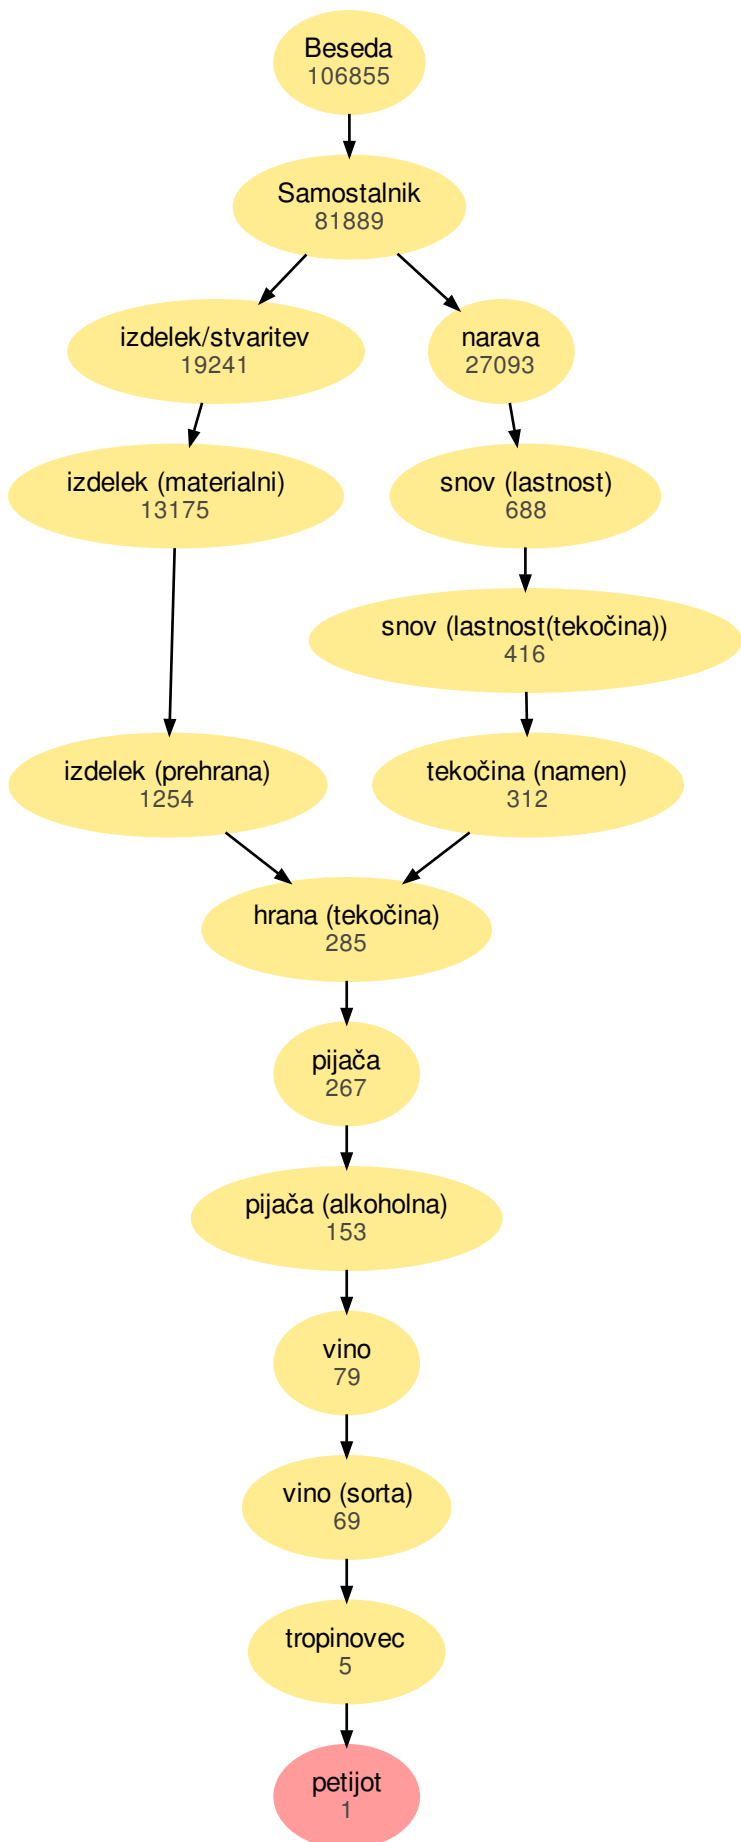 Beseda
106855
Samostalnik
81889
izdelek/stvaritev
19241
narava
27093
izdelek (materialni)
13175
snov (lastnost)
688
snov (lastnost(tekočina))
416
izdelek (prehrana)
1254
tekočina (namen)
312
hrana (tekočina)
285
pijača
267
pijača (alkoholna)
153
vino
79
vino (sorta)
69
tropinovec
5
petijot
1